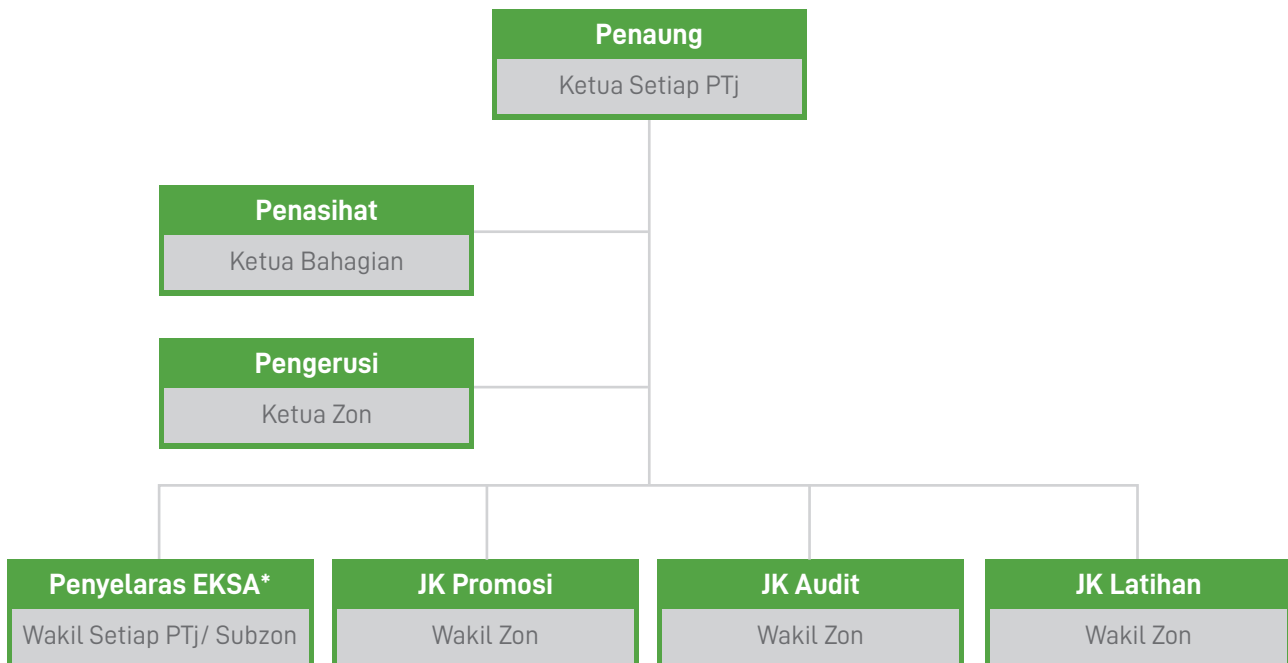 Penaung
Ketua Setiap PTj
Penasihat
Ketua Bahagian
Pengerusi
Ketua Zon
Penyelaras EKSA*
Wakil Setiap PTj/ Subzon
JK Promosi
Wakil Zon
JK Audit
Wakil Zon
JK Latihan
Wakil Zon